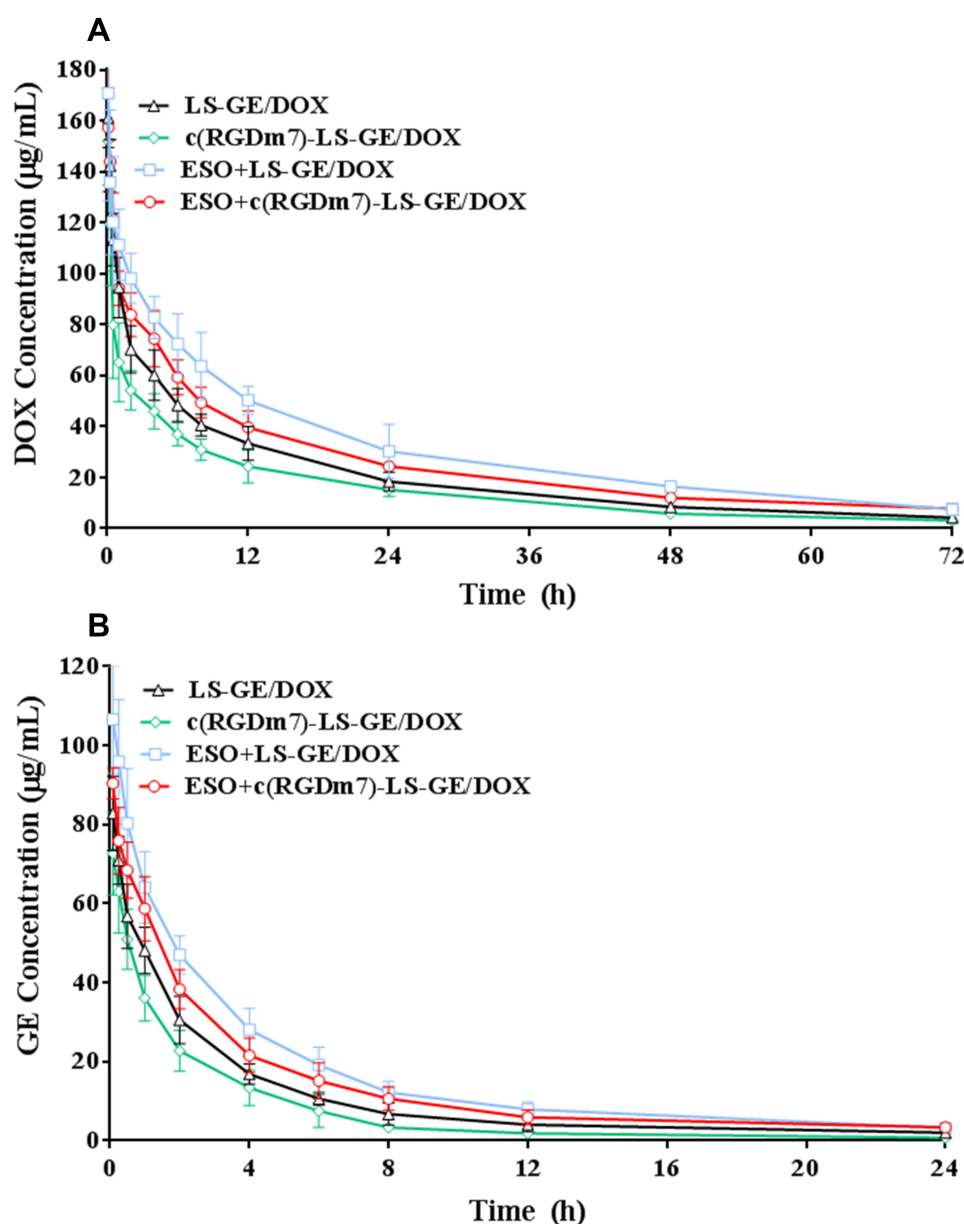 A
DOX Concentration (µg/mL)
180
160
140
120
100
80
60
40
20
0
LS-GE/DOX
c(RGDm7)-LS-GE/DOX
ESO+LS-GE/DOX
ESO+c(RGDm7)-LS-GE/DOX
0 12 24 36 48 60 72
Time (h)
B
GE Concentration (µg/mL)
120
100
80
60
40
20
0
LS-GE/DOX
c(RGDm7)-LS-GE/DOX
ESO+LS-GE/DOX
ESO+c(RGDm7)-LS-GE/DOX
0 4 8 12 16 20 24
Time (h)